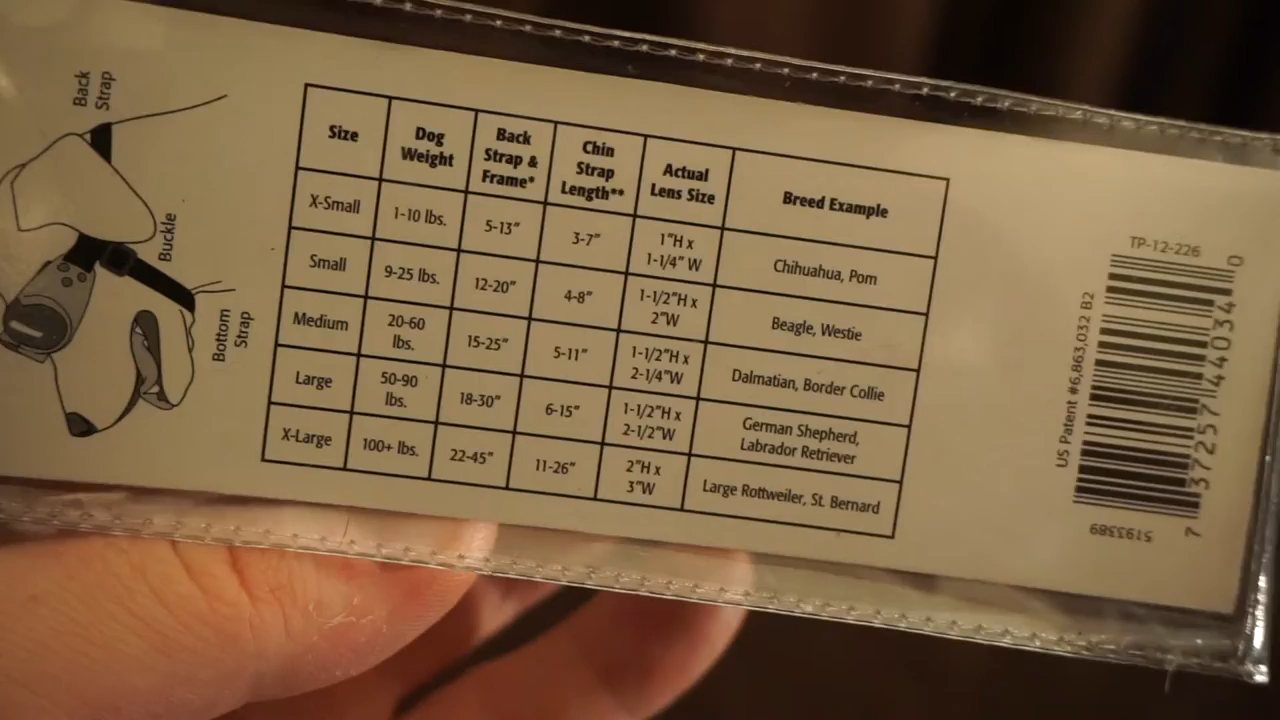 Back
Strap
Buckle
Bottom
Strap
Size
Dog
Weight
Back
Strap &
Frame*
Chin
Strap
Length**
Actual
Lens Size
Breed Example
X-Small
1-10 lbs.
5-13"
3-7"
1"H x
1-1/4" W
Chihuahua, Pom
Small
9-25 lbs.
12-20"
4-8"
1-1/2"H x
2"W
Beagle, Westie
Medium
20-60
lbs.
15-25"
5-11"
1-1/2"H x
2-1/4"W
Dalmatian, Border Collie
Large
50-90
lbs.
18-30"
6-15"
1-1/2"H x
2-1/2"W
German Shepherd,
Labrador Retriever
X-Large
100+ lbs.
22-45"
11-26"
2"H x
3"W
Large Rottweiler, St. Bernard
TP-12-226
US Patent #6,863,032 B2
7 37257 44034 0
5193389